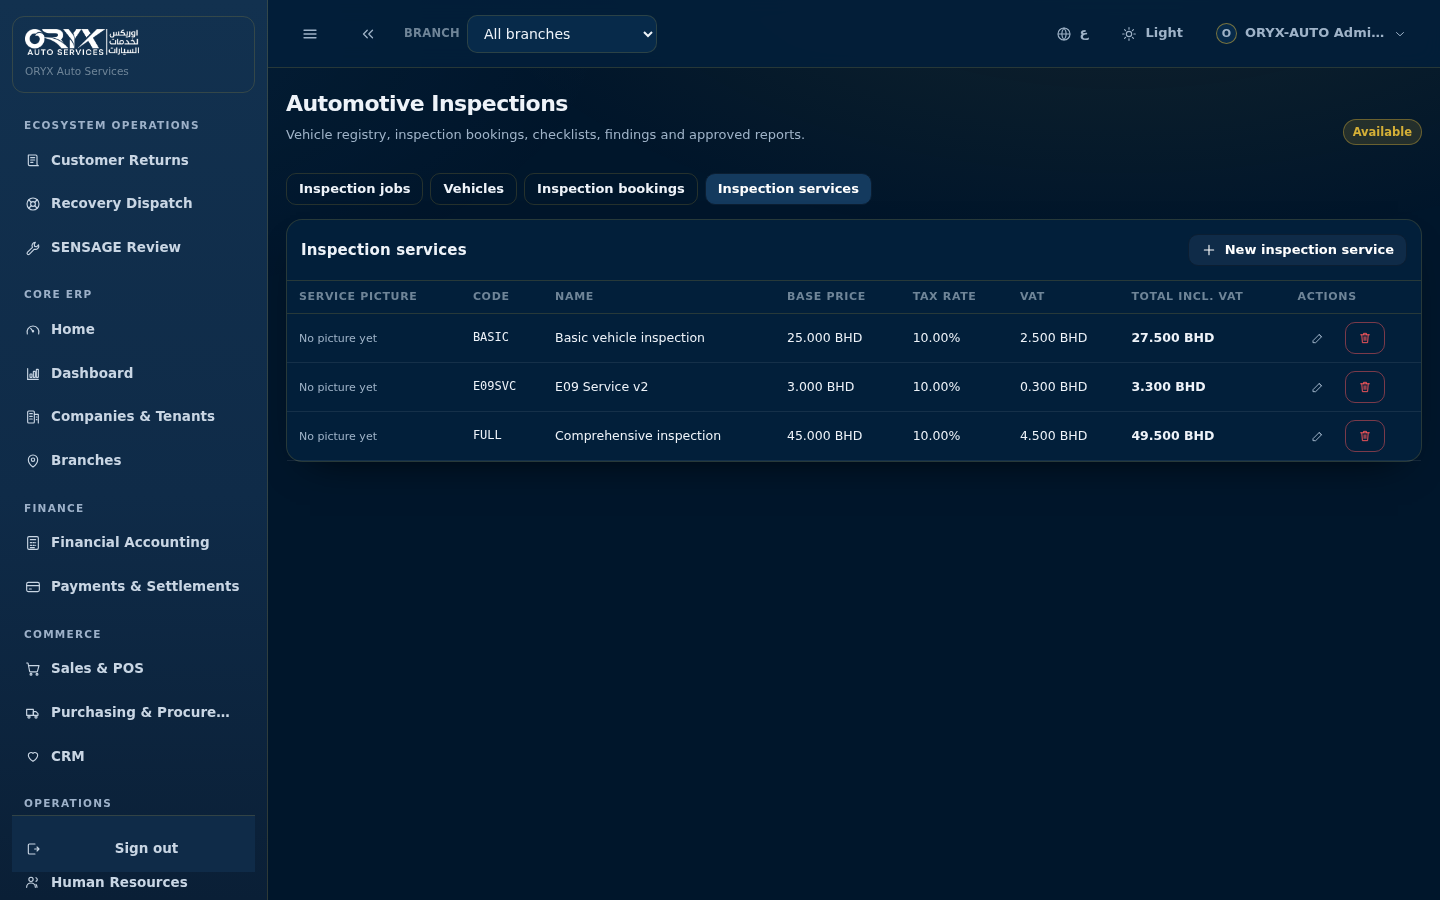 ORYX
AUTO SERVICES
اوريكس
لخدمات
السيارات
ORYX Auto Services
ECOSYSTEM OPERATIONS
Customer Returns
Recovery Dispatch
SENSAGE Review
CORE ERP
Home
Dashboard
Companies & Tenants
Branches
FINANCE
Financial Accounting
Payments & Settlements
COMMERCE
Sales & POS
Purchasing & Procure…
CRM
OPERATIONS
Sign out
Human Resources
BRANCH All branches ع Light O ORYX-AUTO Admi…
Automotive Inspections
Vehicle registry, inspection bookings, checklists, findings and approved reports.
Available
Inspection jobs Vehicles Inspection bookings Inspection services
Inspection services New inspection service
SERVICE PICTURE CODE NAME BASE PRICE TAX RATE VAT TOTAL INCL. VAT ACTIONS
No picture yet BASIC Basic vehicle inspection 25.000 BHD 10.00% 2.500 BHD 27.500 BHD
No picture yet E09SVC E09 Service v2 3.000 BHD 10.00% 0.300 BHD 3.300 BHD
No picture yet FULL Comprehensive inspection 45.000 BHD 10.00% 4.500 BHD 49.500 BHD